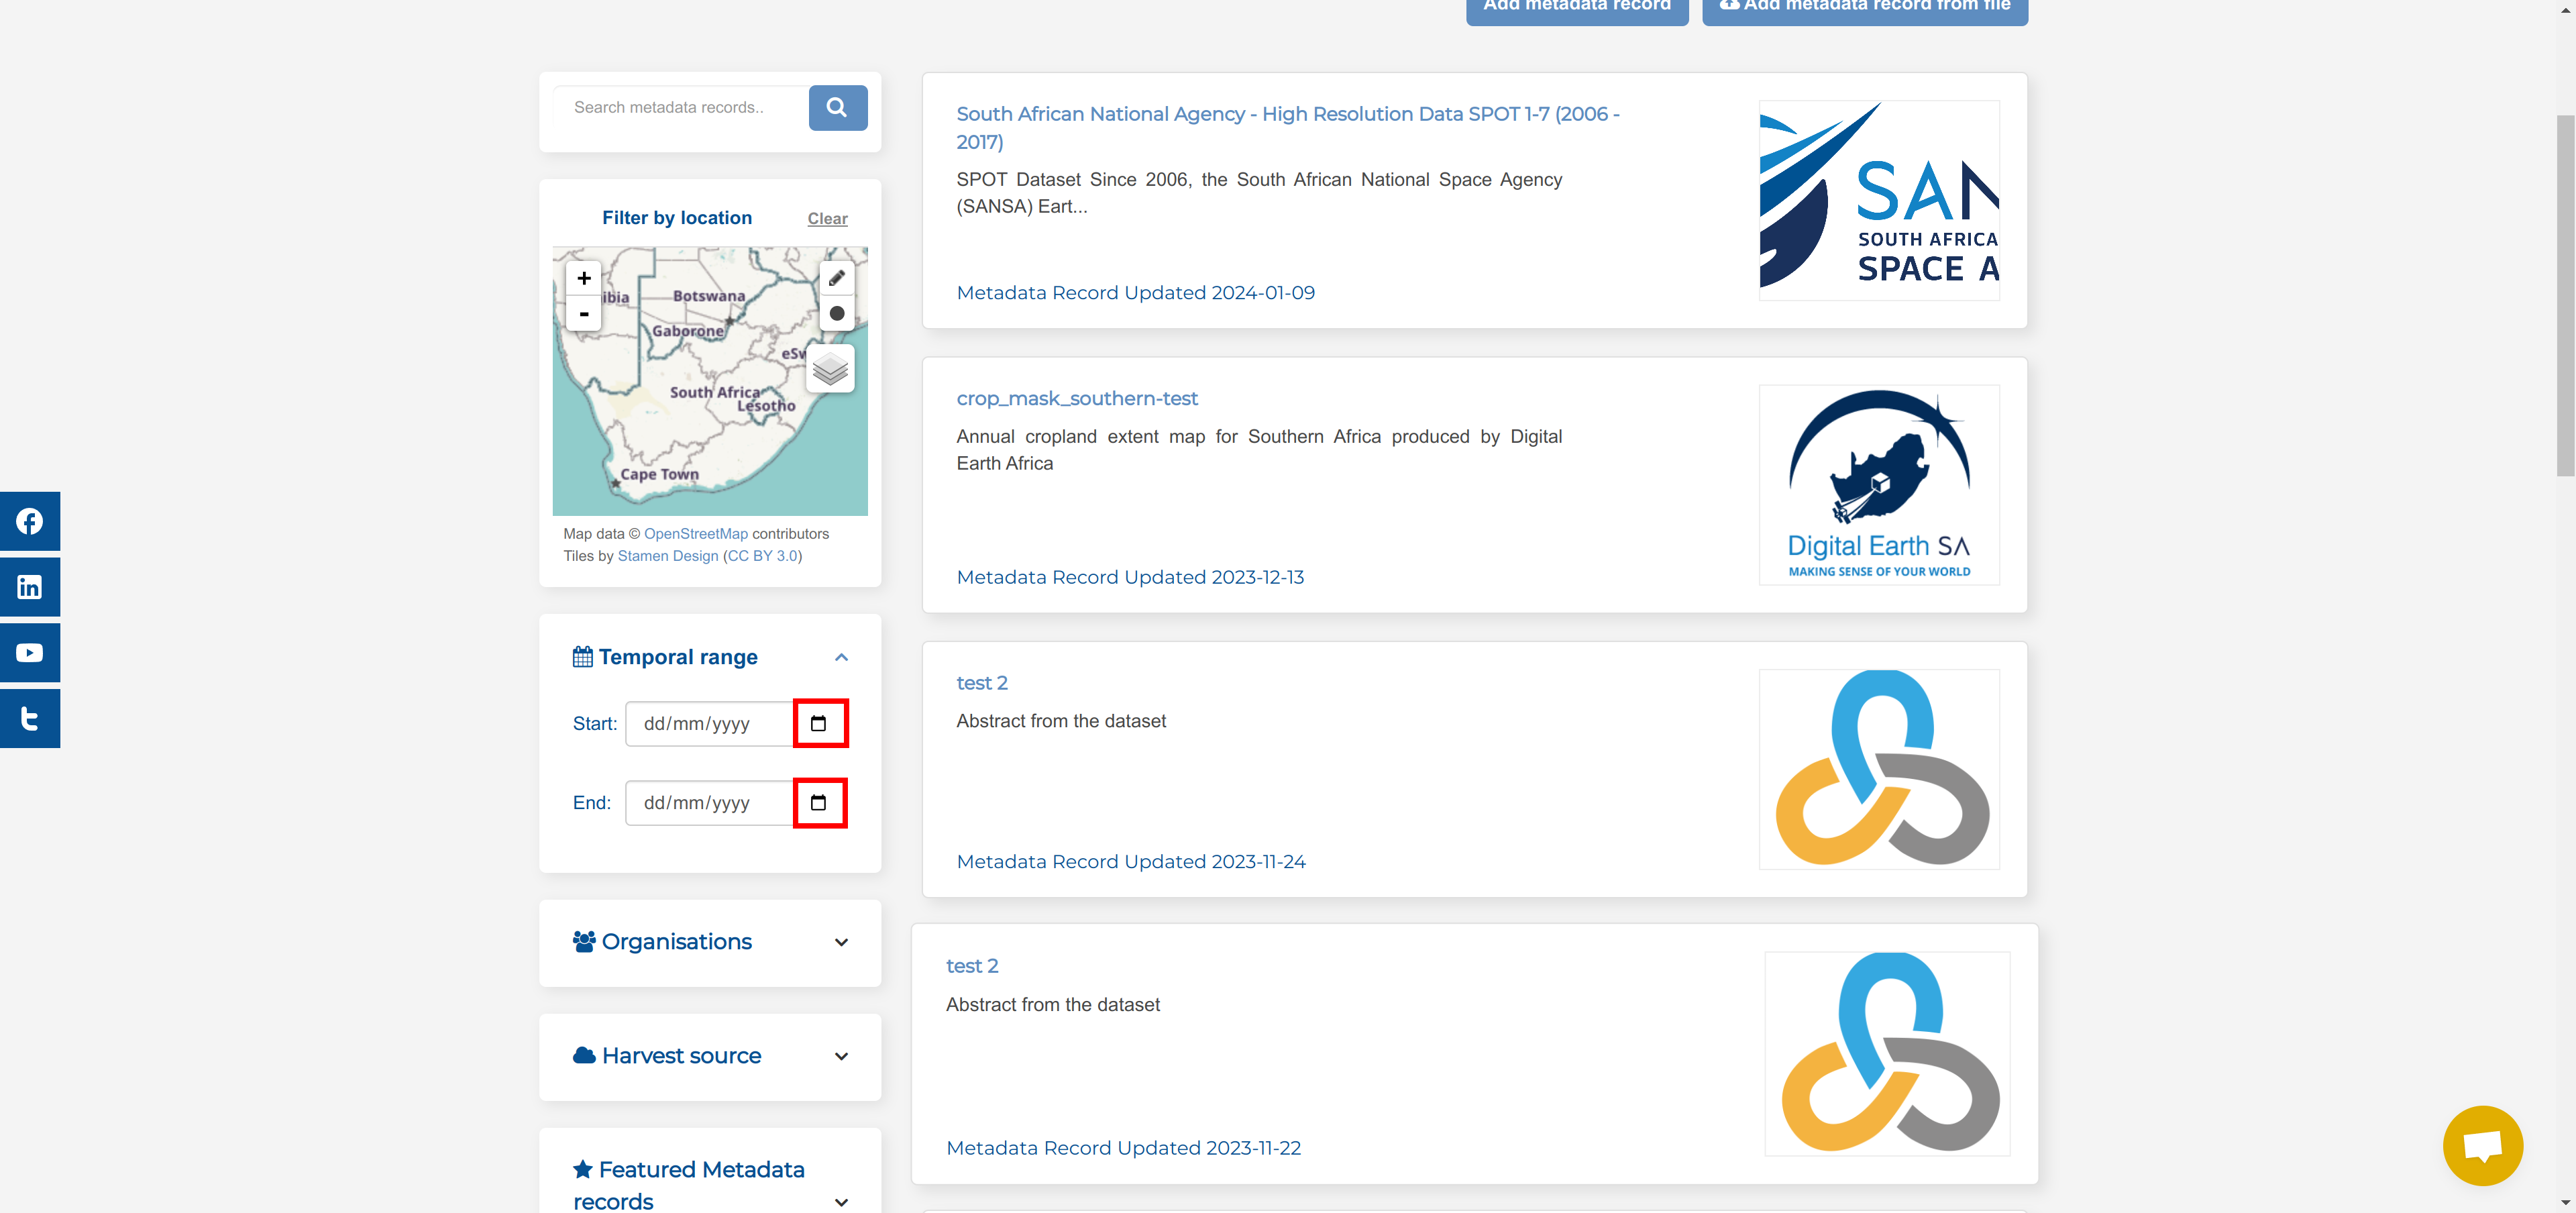 Add metadata record
Add metadata record from file
Search metadata records..
Filter by location
Clear
+
-
ibia
Botswana
Gaborone
eSw
South Africa
Lesotho
Cape Town
Map data © OpenStreetMap contributors
Tiles by Stamen Design (CC BY 3.0)
Temporal range
Start: dd/mm/yyyy
End: dd/mm/yyyy
Organisations
Harvest source
Featured Metadata
records
South African National Agency - High Resolution Data SPOT 1-7 (2006 -
2017)
SPOT Dataset Since 2006, the South African National Space Agency
(SANSA) Eart...
Metadata Record Updated 2024-01-09
SAN
SOUTH AFRICA
SPACE A
crop_mask_southern-test
Annual cropland extent map for Southern Africa produced by Digital
Earth Africa
Metadata Record Updated 2023-12-13
Digital Earth SA
MAKING SENSE OF YOUR WORLD
test 2
Abstract from the dataset
Metadata Record Updated 2023-11-24
test 2
Abstract from the dataset
Metadata Record Updated 2023-11-22